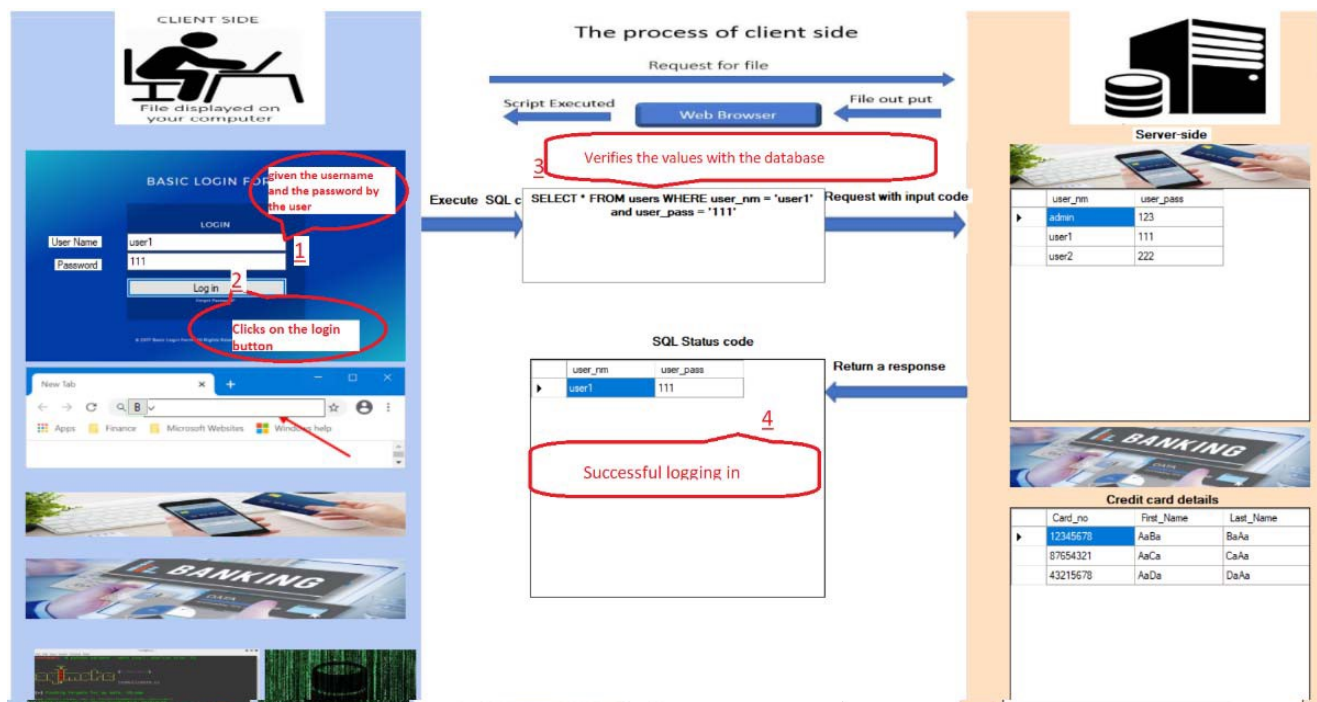 CLIENT SIDE
File displayed on
your computer
BASIC LOGIN FOR
given the username
and the password by
the user
LOGIN
User Name
user1
1
Password
111
2
Log in
Forgot Password?
Clicks on the login
button
New Tab
B
Apps
Finance
Microsoft Websites
Windows help
BANKING
DATA
The process of client side
Request for file
Script Executed
Web Browser
File out put
3
Verifies the values with the database
Execute SQL c
SELECT * FROM users WHERE user_nm = 'user1'
and user_pass = '111'
Request with input code
SQL Status code
user_nm user_pass
user1 111
Return a response
4
Successful logging in
Server-side
user_nm user_pass
admin 123
user1 111
user2 222
BANKING
DATA
Credit card details
Card_no First_Name Last_Name
12345678 AaBa BaAa
87654321 AaCa CaAa
43215678 AaDa DaAa